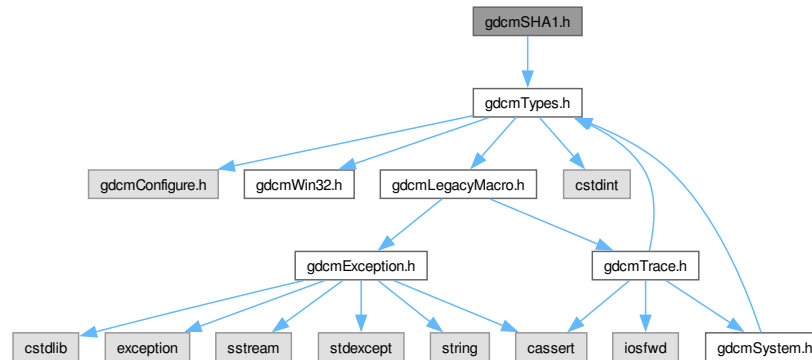 gdcmSHA1.h
gdcmTypes.h
gdcmConfigure.h
gdcmWin32.h
gdcmLegacyMacro.h
cstdint
gdcmException.h
gdcmTrace.h
cstdlib
exception
sstream
stdexcept
string
cassert
iosfwd
gdcmSystem.h